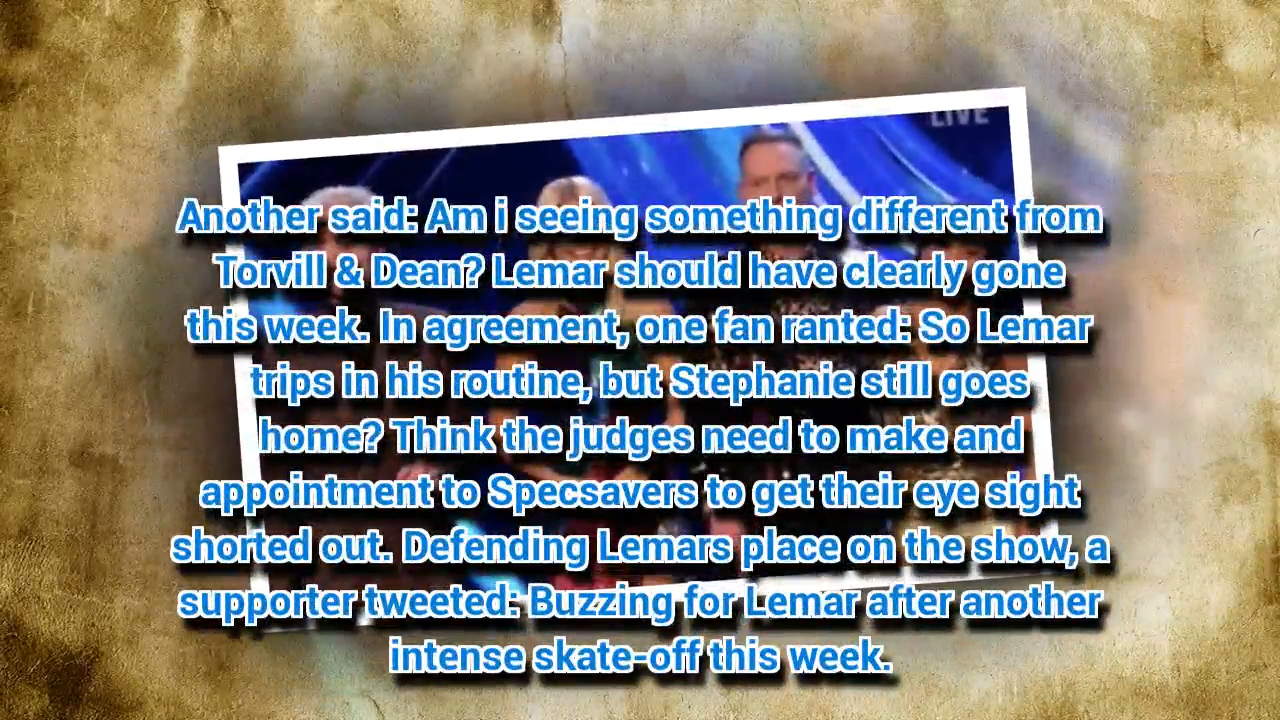 LIVE
Another said: Am i seeing something different from
Torvill & Dean? Lemar should have clearly gone
this week. In agreement, one fan ranted: So Lemar
trips in his routine, but Stephanie still goes
home? Think the judges need to make and
appointment to Specsavers to get their eye sight
shorted out. Defending Lemars place on the show, a
supporter tweeted: Buzzing for Lemar after another
intense skate-off this week.